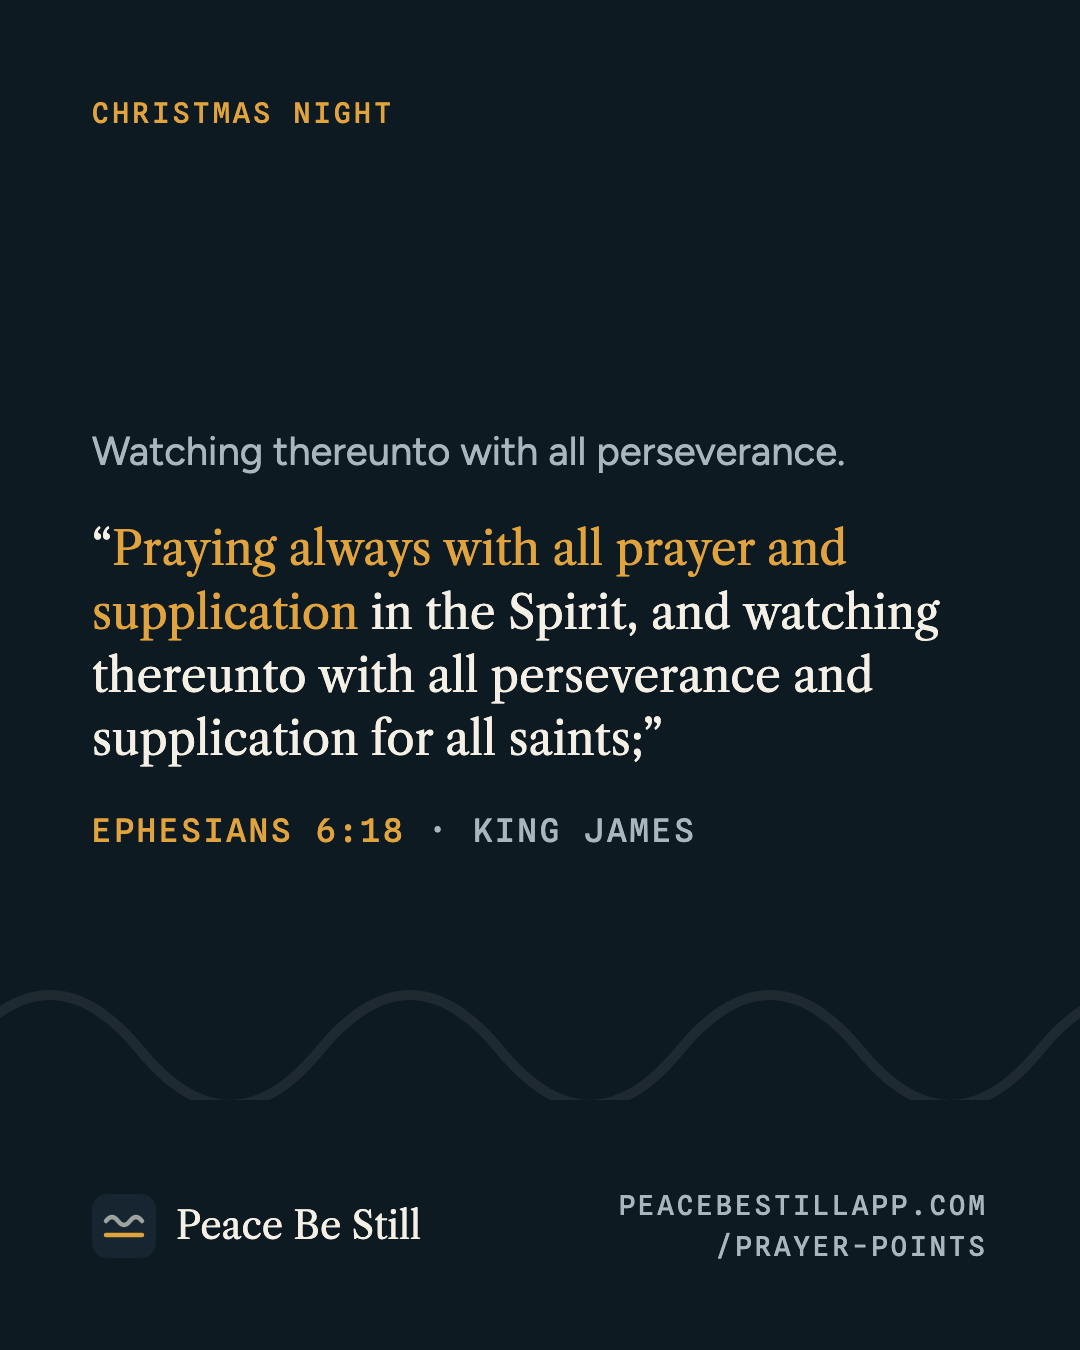 CHRISTMAS NIGHT
Watching thereunto with all perseverance.
“Praying always with all prayer and
supplication in the Spirit, and watching
thereunto with all perseverance and
supplication for all saints;”
EPHESIANS 6:18 · KING JAMES
Peace Be Still
PEACEBESTILLAPP.COM
/PRAYER-POINTS